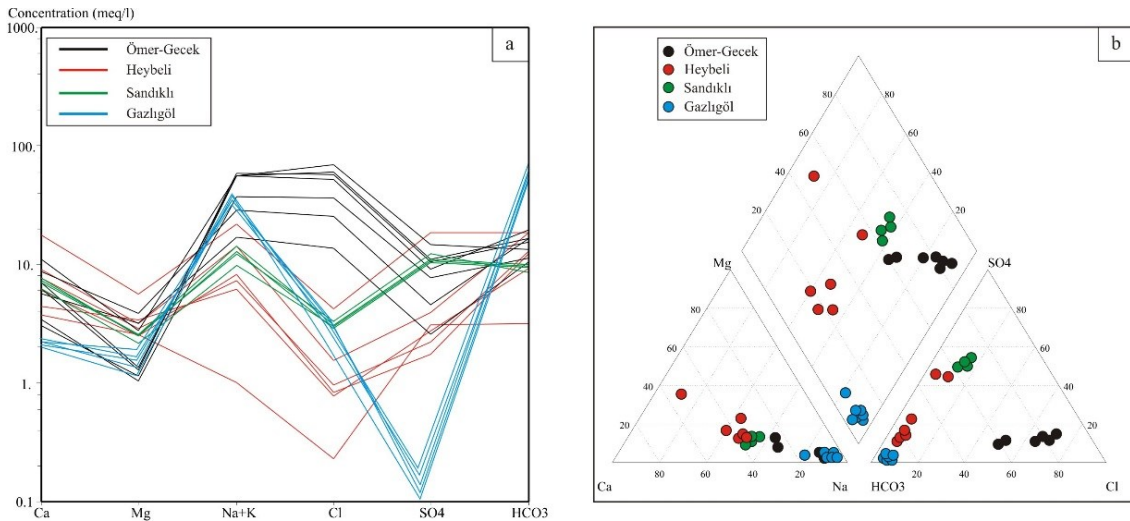 Concentration (meq/l)
1000.
100.
10.
1.
0.1
a
Ömer-Gecek
Heybeli
Sandıklı
Gazlıgöl
Ca
Mg
Na+K
Cl
SO4
HCO3
b
Ömer-Gecek
Heybeli
Sandıklı
Gazlıgöl
80
80
60
60
40
40
20
20
Mg
SO4
80
80
60
60
40
40
20
20
80
60
40
20
20
40
60
80
Ca
Na
HCO3
Cl